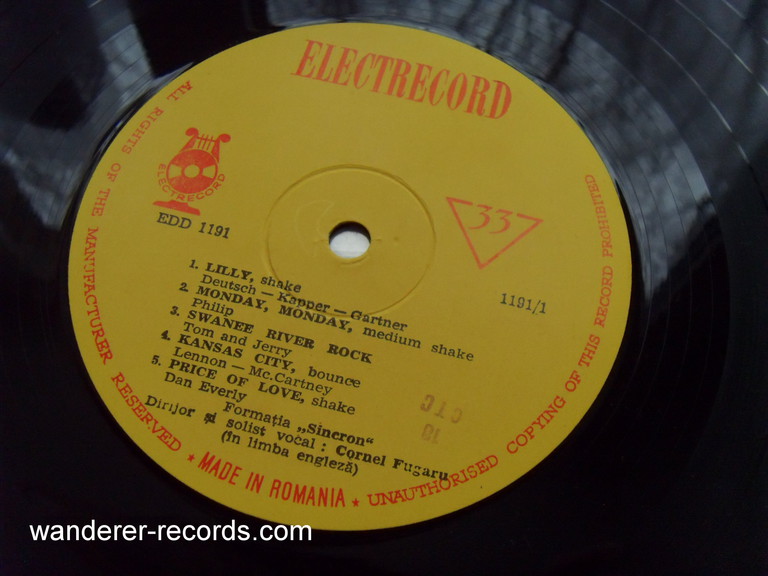 ELECTRECORD
ELECTRECORD
EDD 1191
33
1191/1
1. LILLY, shake
Deutsch — Kapper — Gartner
2. MONDAY, MONDAY, medium shake
Philip
3. SWANEE RIVER ROCK
Tom and Jerry
4. KANSAS CITY, bounce
Lennon — Mc. Cartney
5. PRICE OF LOVE, shake
Dan Everly
Formația „Sincron"
Dirijor și solist vocal : Cornel Fugaru
(în limba engleză)
ALL RIGHTS OF THE MANUFACTURER RESERVED ★ MADE IN ROMANIA ★ UNAUTHORISED COPYING OF THIS RECORD PROHIBITED
wanderer-records.com